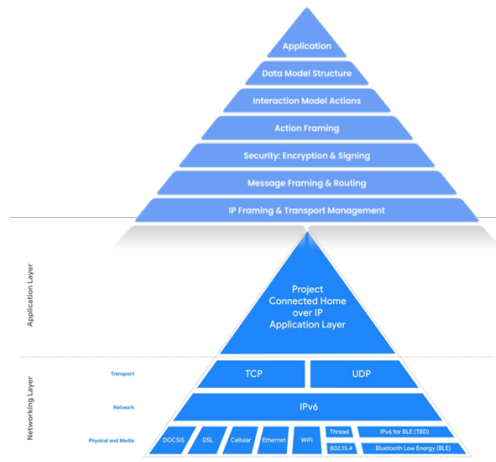 Application
Data Model Structure
Interaction Model Actions
Action Framing
Security: Encryption & Signing
Message Framing & Routing
IP Framing & Transport Management
Application Layer
Project
Connected Home
over IP
Application Layer
Networking Layer
Transport
TCP
UDP
Network
IPv6
Physical and Media
DOCSIS
DSL
Cellular
Ethernet
WiFi
Thread
802.15.4
IPv6 for BLE (TBD)
Bluetooth Low Energy (BLE)